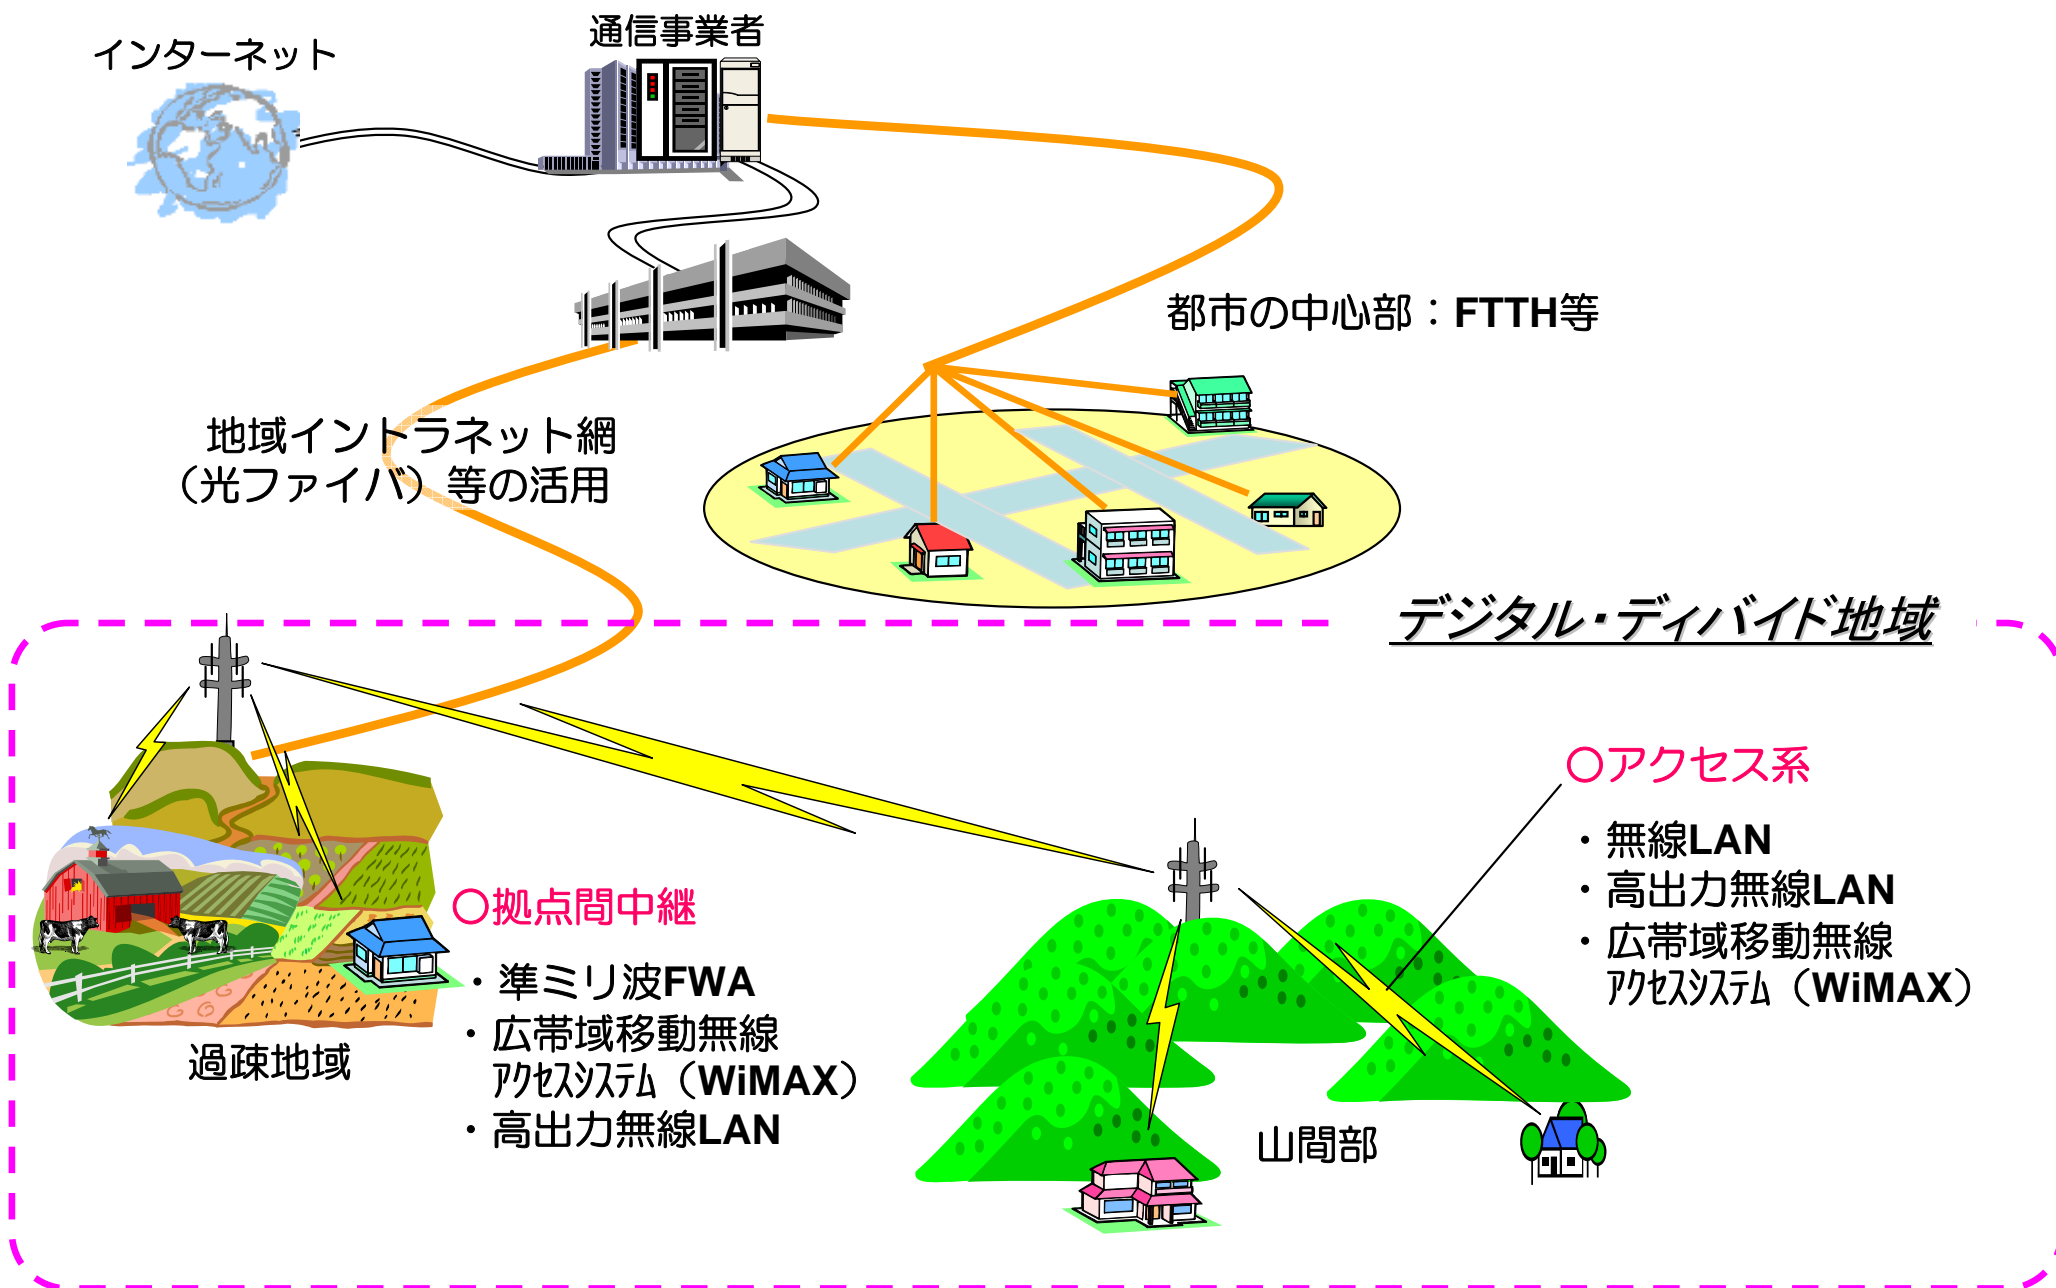 インターネット
通信事業者
都市の中心部：FTTH等
地域イントラネット網
（光ファイバ）等の活用
デジタル・ディバイド地域
○アクセス系
・無線LAN
・高出力無線LAN
・広帯域移動無線
ｱｸｾｽｼｽﾃﾑ（WiMAX）
○拠点間中継
・準ミリ波FWA
・広帯域移動無線
ｱｸｾｽｼｽﾃﾑ（WiMAX）
・高出力無線LAN
過疎地域
山間部